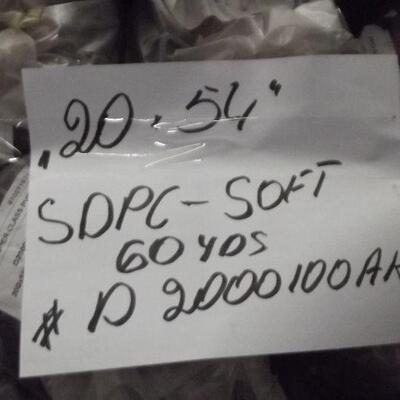 .20 . 54"
SDPC - SOFT
60 YDS
# D 2000100AK